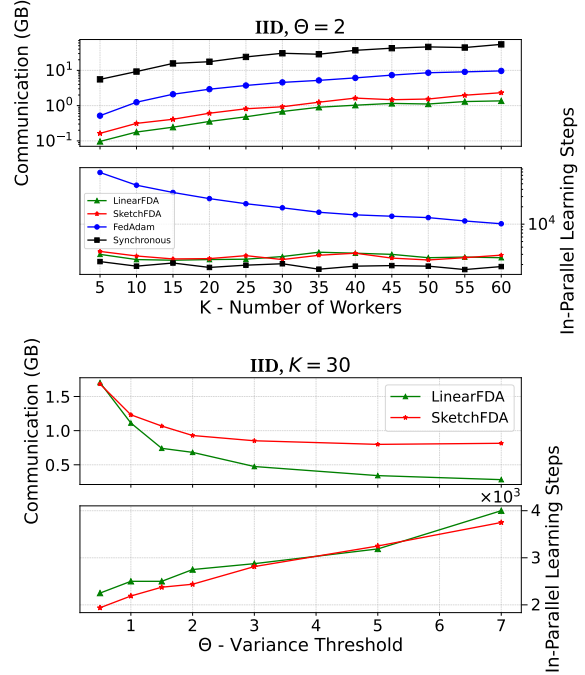 IID, Θ = 2
Communication (GB)
10^1
10^0
10^−1
In-Parallel Learning Steps
10^4
LinearFDA
SketchFDA
FedAdam
Synchronous
5 10 15 20 25 30 35 40 45 50 55 60
K - Number of Workers
IID, K = 30
Communication (GB)
1.5
1.0
0.5
LinearFDA
SketchFDA
In-Parallel Learning Steps
×10^3
4
3
2
1 2 3 4 5 6 7
Θ - Variance Threshold